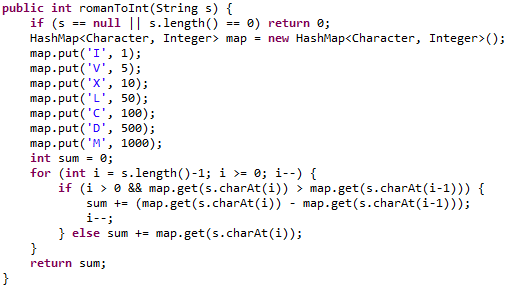 public int romanToInt(String s) {
    if (s == null || s.length() == 0) return 0;
    HashMap<Character, Integer> map = new HashMap<Character, Integer>();
    map.put('I', 1);
    map.put('V', 5);
    map.put('X', 10);
    map.put('L', 50);
    map.put('C', 100);
    map.put('D', 500);
    map.put('M', 1000);
    int sum = 0;
    for (int i = s.length()-1; i >= 0; i--) {
        if (i > 0 && map.get(s.charAt(i)) > map.get(s.charAt(i-1))) {
            sum += (map.get(s.charAt(i)) - map.get(s.charAt(i-1)));
            i--;
        } else sum += map.get(s.charAt(i));
    }
    return sum;
}